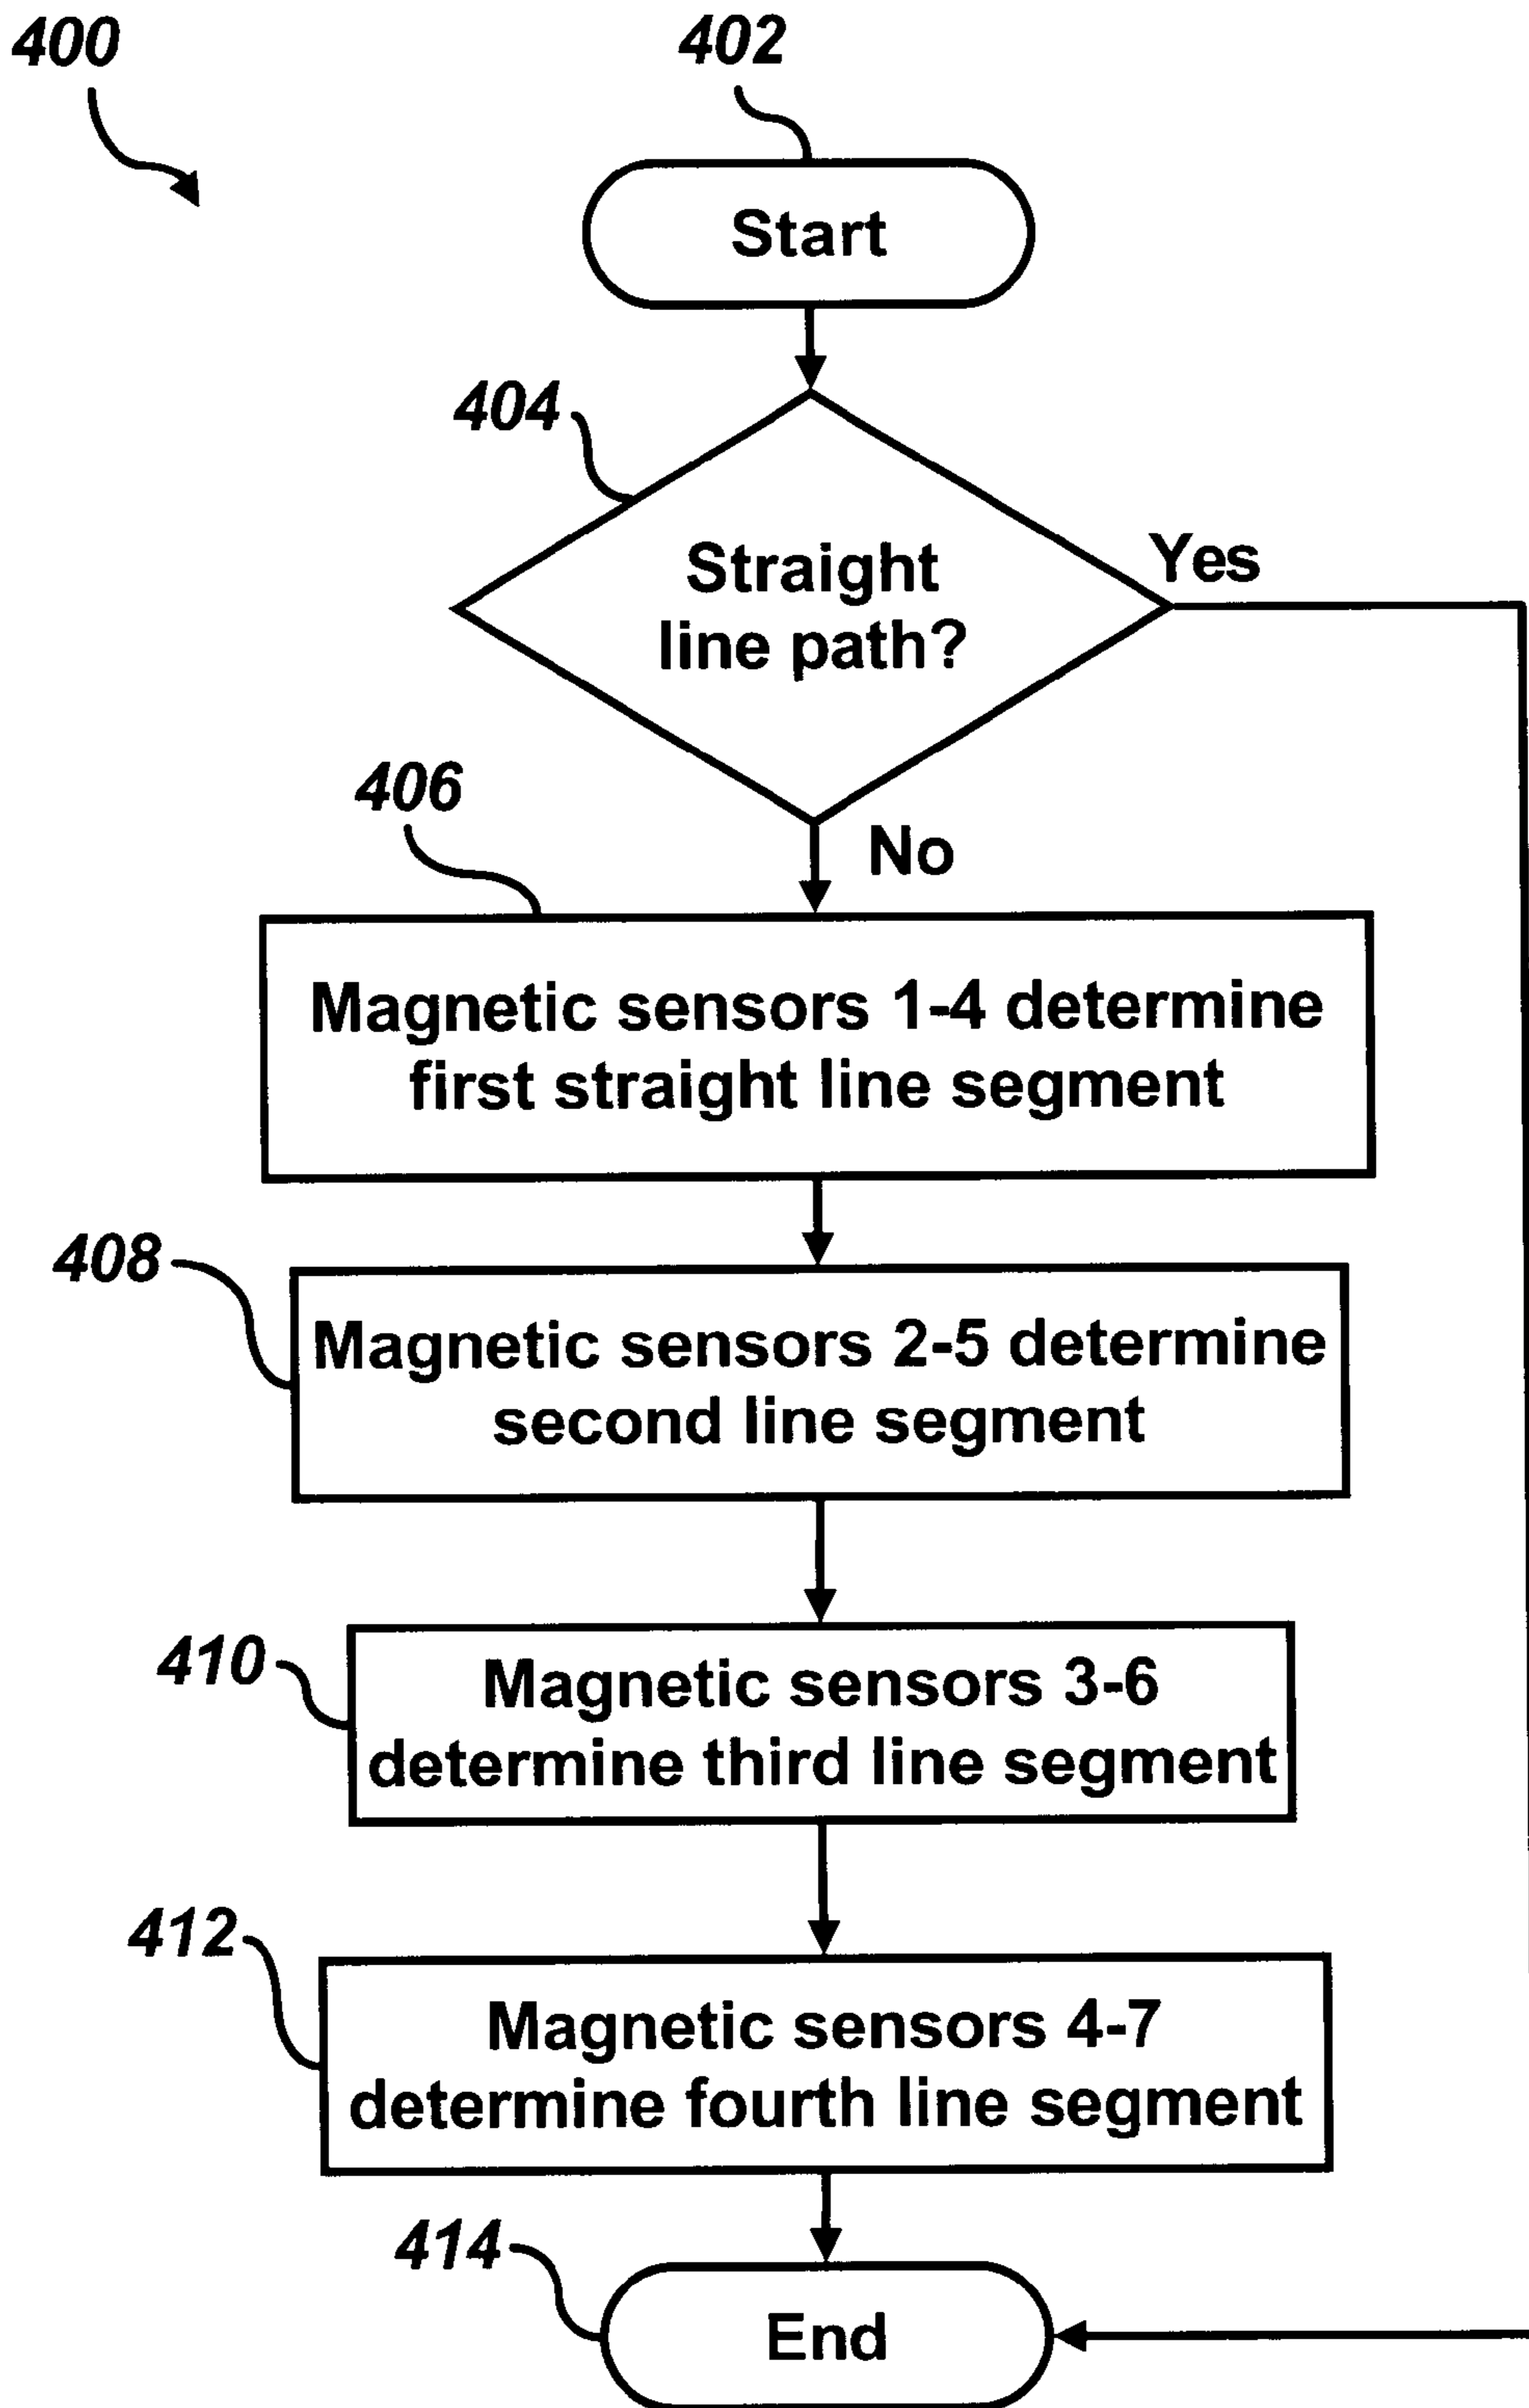 400
402
Start
404
Straight
line path?
Yes
No
406
Magnetic sensors 1-4 determine
first straight line segment
408
Magnetic sensors 2-5 determine
second line segment
410
Magnetic sensors 3-6
determine third line segment
412
Magnetic sensors 4-7
determine fourth line segment
414
End